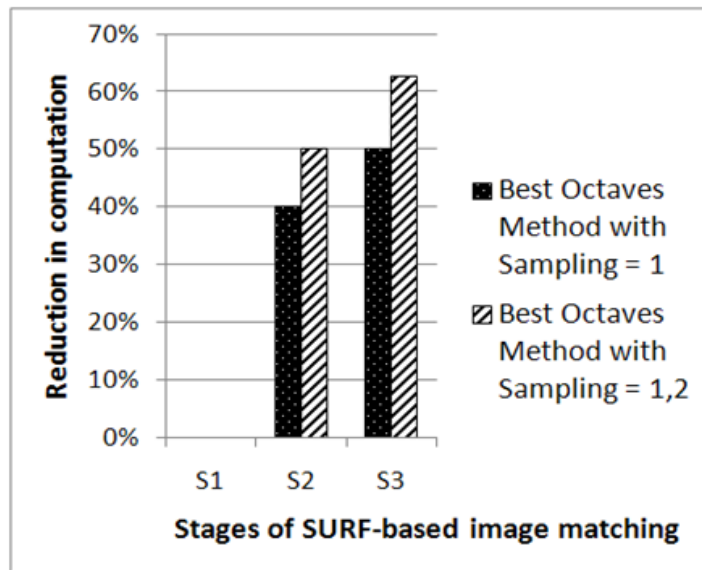 Reduction in computation
70%
60%
50%
40%
30%
20%
10%
0%
S1 S2 S3
Stages of SURF-based image matching
Best Octaves
Method with
Sampling = 1
Best Octaves
Method with
Sampling = 1,2